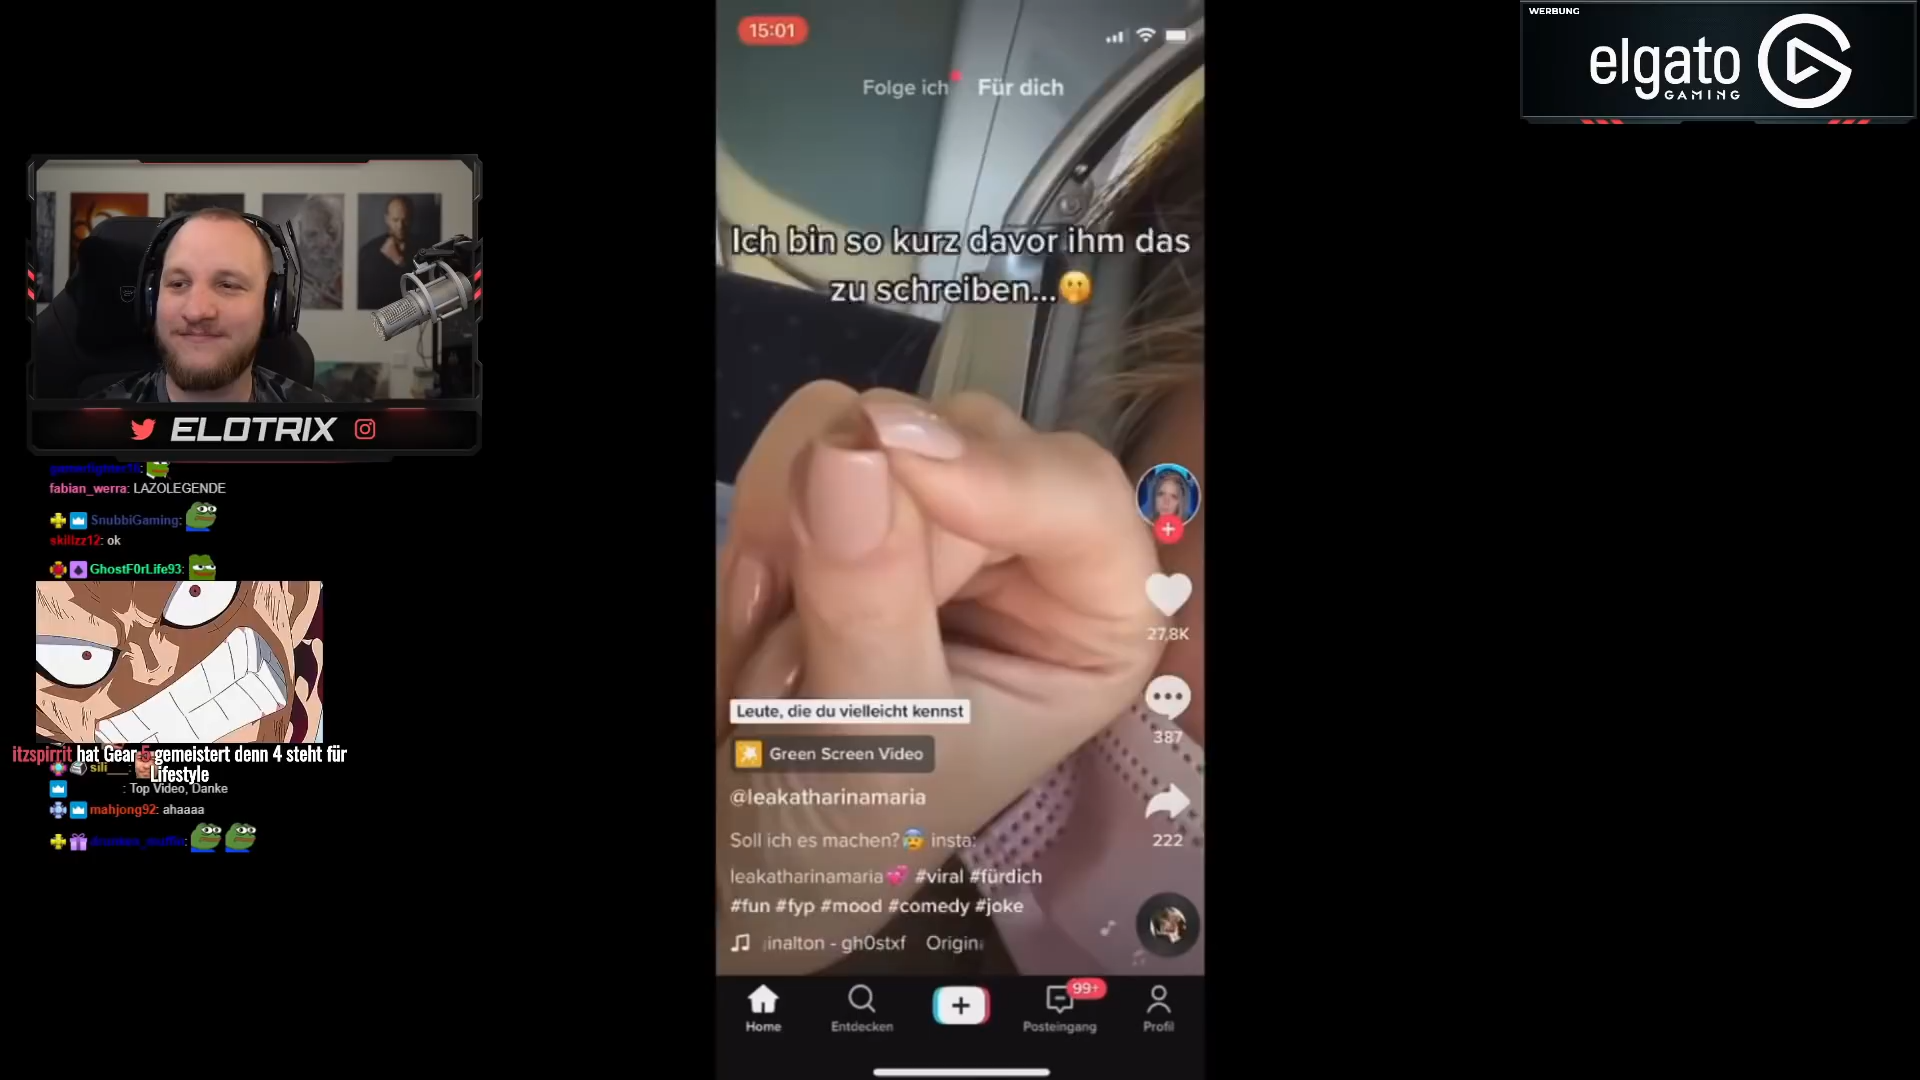 WERBUNG
elgato
GAMING
15:01
Folge ich
Für dich
Ich bin so kurz davor ihm das
zu schreiben...🤭
ELOTRIX
fabian_werra: LAZOLEGENDE
SnubbiGaming:
skillzz12: ok
GhostF0rLife93:
itzspirrit hat Gear 5 gemeistert denn 4 steht für
Lifestyle
sili___:
: Top Video, Danke
mahjong92: ahaaaa
27,8K
387
222
Leute, die du vielleicht kennst
Green Screen Video
@leakatharinamaria
Soll ich es machen?😰 insta:
leakatharinamaria💞 #viral #fürdich
#fun #fyp #mood #comedy #joke
inalton - gh0stxf Origin
99+
Home
Entdecken
Posteingang
Profil